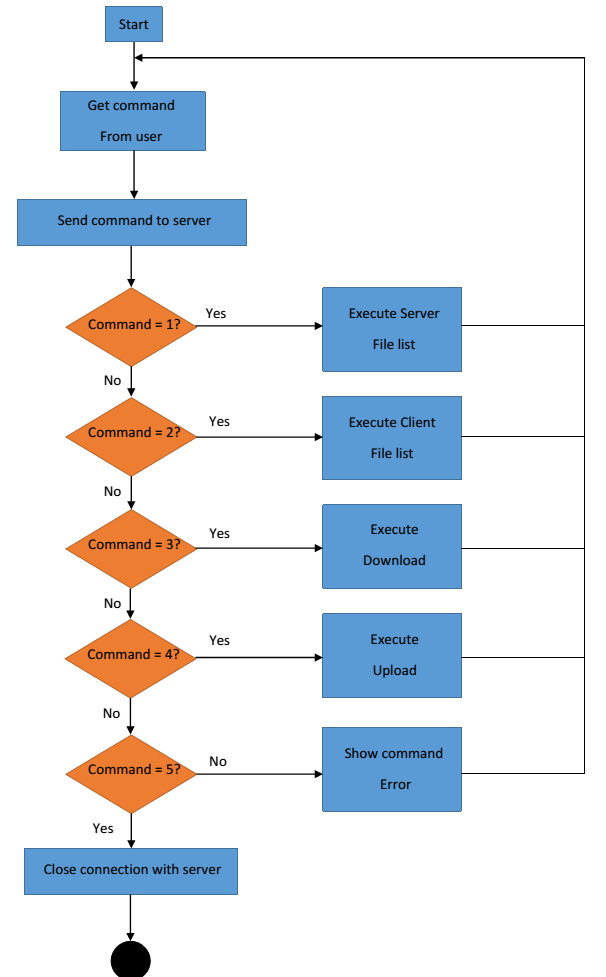 Start
Get command
From user
Send command to server
Command = 1?
Yes
Execute Server
File list
No
Command = 2?
Yes
Execute Client
File list
No
Command = 3?
Yes
Execute
Download
No
Command = 4?
Yes
Execute
Upload
No
Command = 5?
No
Show command
Error
Yes
Close connection with server